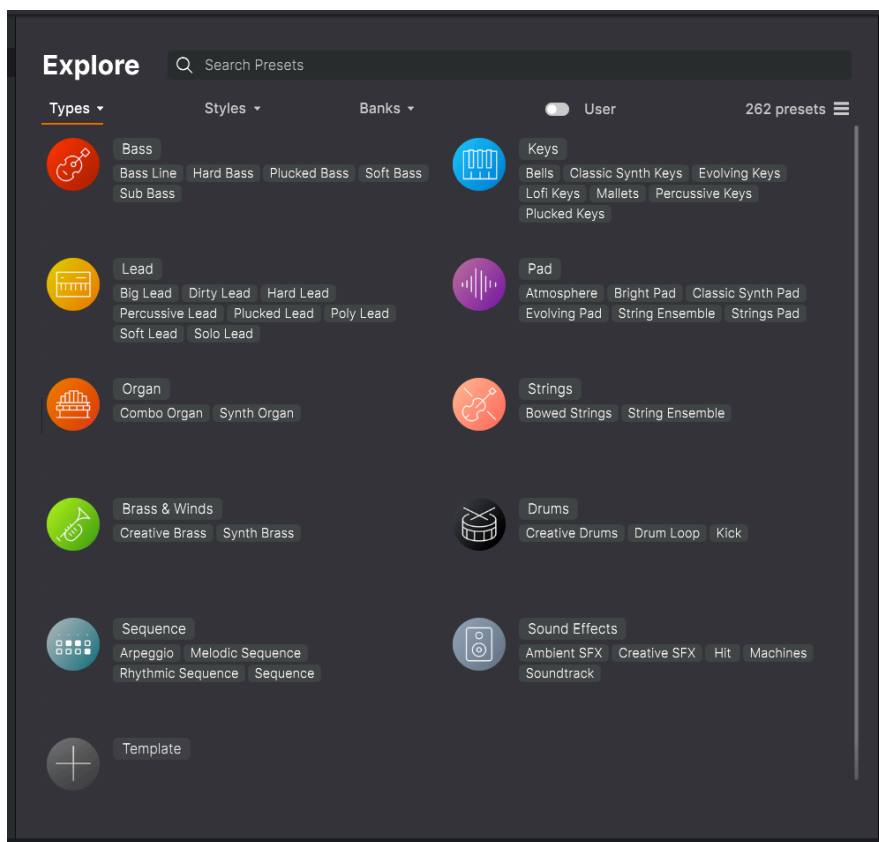 Explore
Search Presets
Types
Styles
Banks
User
262 presets
Bass
Bass Line Hard Bass Plucked Bass Soft Bass
Sub Bass
Keys
Bells Classic Synth Keys Evolving Keys
Lofi Keys Mallets Percussive Keys
Plucked Keys
Lead
Big Lead Dirty Lead Hard Lead
Percussive Lead Plucked Lead Poly Lead
Soft Lead Solo Lead
Pad
Atmosphere Bright Pad Classic Synth Pad
Evolving Pad String Ensemble Strings Pad
Organ
Combo Organ Synth Organ
Strings
Bowed Strings String Ensemble
Brass & Winds
Creative Brass Synth Brass
Drums
Creative Drums Drum Loop Kick
Sequence
Arpeggio Melodic Sequence
Rhythmic Sequence Sequence
Sound Effects
Ambient SFX Creative SFX Hit Machines
Soundtrack
Template